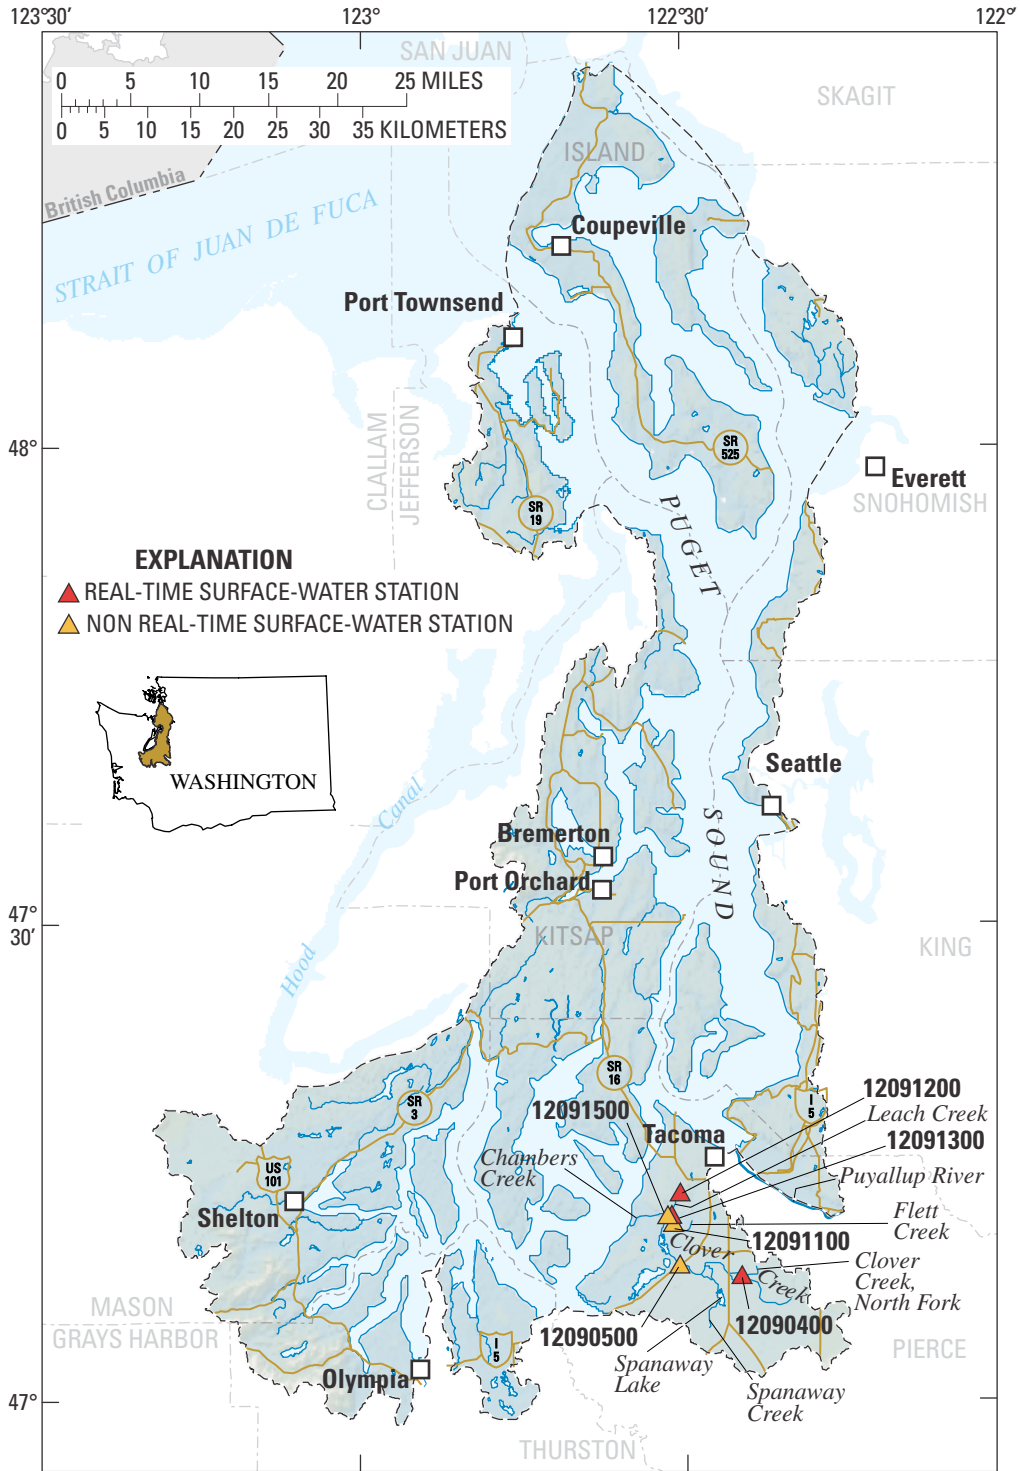 123°30'
123°
122°30'
122°
SAN JUAN
0 5 10 15 20 25 MILES
0 5 10 15 20 25 30 35 KILOMETERS
SKAGIT
ISLAND
British Columbia
STRAIT OF JUAN DE FUCA
Coupeville
Port Townsend
CLALLAM
JEFFERSON
48°
SR
525
Everett
SNOHOMISH
SR
19
PUGET
EXPLANATION
REAL-TIME SURFACE-WATER STATION
NON REAL-TIME SURFACE-WATER STATION
WASHINGTON
Seattle
Canal
Bremerton
SOUND
Port Orchard
47°
30'
KITSAP
KING
Hood
SR
16
SR
3
I
5
12091200
Leach Creek
12091500
Tacoma
12091300
Chambers
Creek
US
101
Puyallup River
Shelton
Flett
Creek
Clover
12091100
Clover
Creek,
North Fork
Creek
MASON
GRAYS HARBOR
12090500
12090400
PIERCE
I
5
Olympia
Spanaway
Lake
Spanaway
Creek
47°
THURSTON